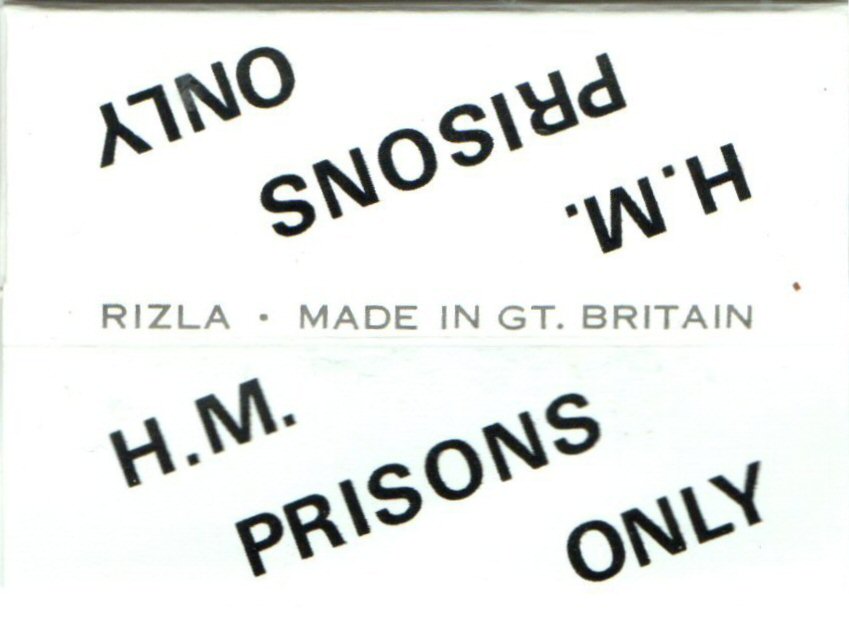 H.M.
PRISONS
ONLY
RIZLA • MADE IN GT. BRITAIN
H.M.
PRISONS
ONLY